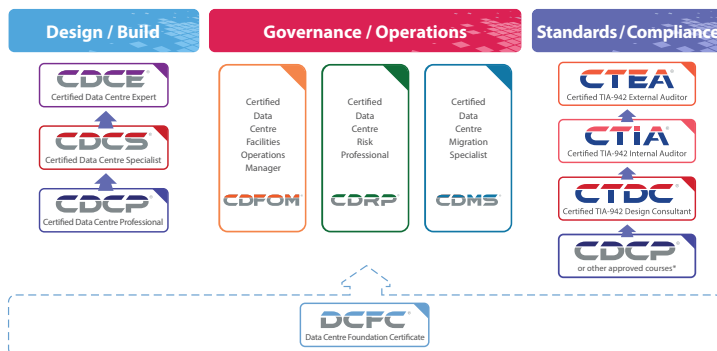 Design / Build
Governance / Operations
Standards / Compliance
CDCE®
Certified Data Centre Expert
CDCS®
Certified Data Centre Specialist
CDCP®
Certified Data Centre Professional
Certified
Data
Centre
Facilities
Operations
Manager
CDFOM®
Certified
Data
Centre
Risk
Professional
CDRP®
Certified
Data
Centre
Migration
Specialist
CDMS®
CTEA®
Certified TIA-942 External Auditor
CTIA®
Certified TIA-942 Internal Auditor
CTDC®
Certified TIA-942 Design Consultant
CDCP®
or other approved courses*
DCFC®
Data Centre Foundation Certificate